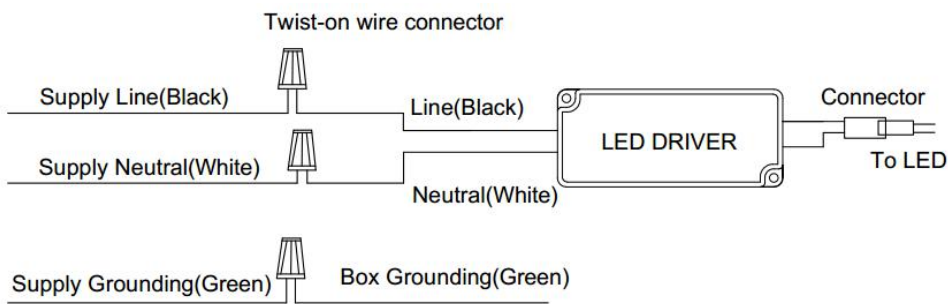 Twist-on wire connector
Supply Line(Black)
Line(Black)
Connector
LED DRIVER
Supply Neutral(White)
To LED
Neutral(White)
Supply Grounding(Green)
Box Grounding(Green)